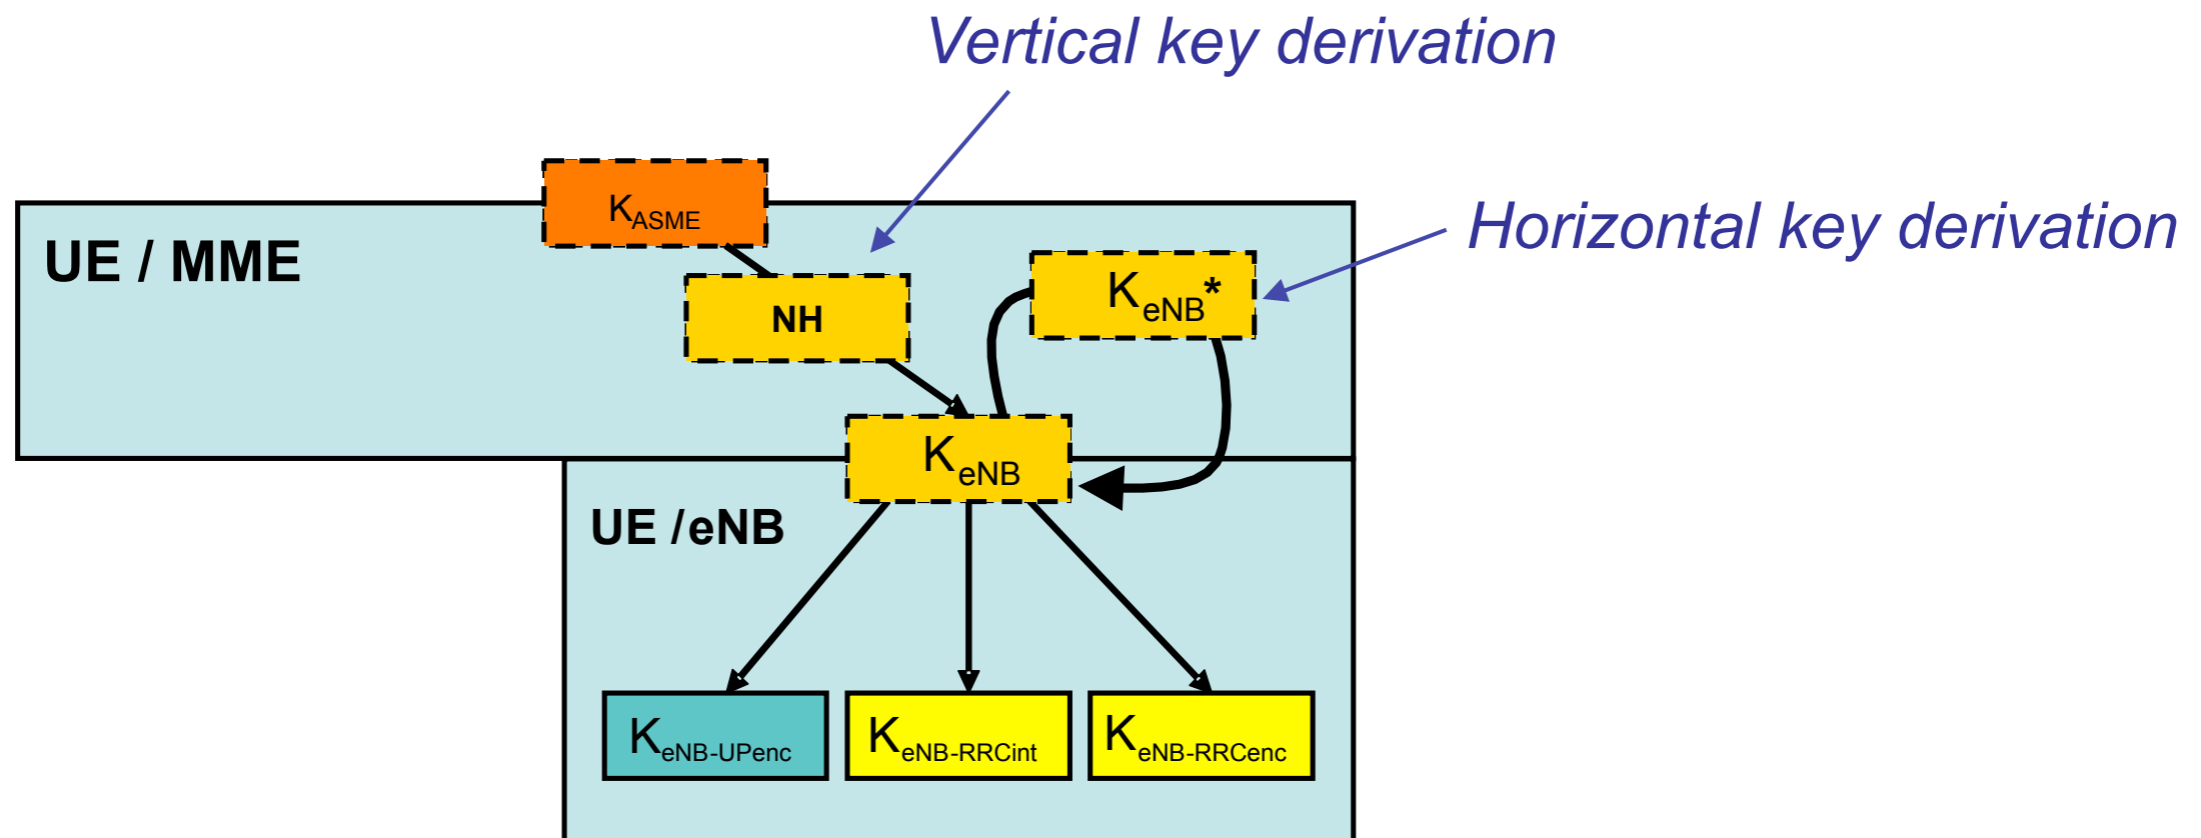 Vertical key derivation
KASME
UE / MME
Horizontal key derivation
KeNB*
NH
KeNB
UE /eNB
KeNB-UPenc
KeNB-RRCint
KeNB-RRCenc